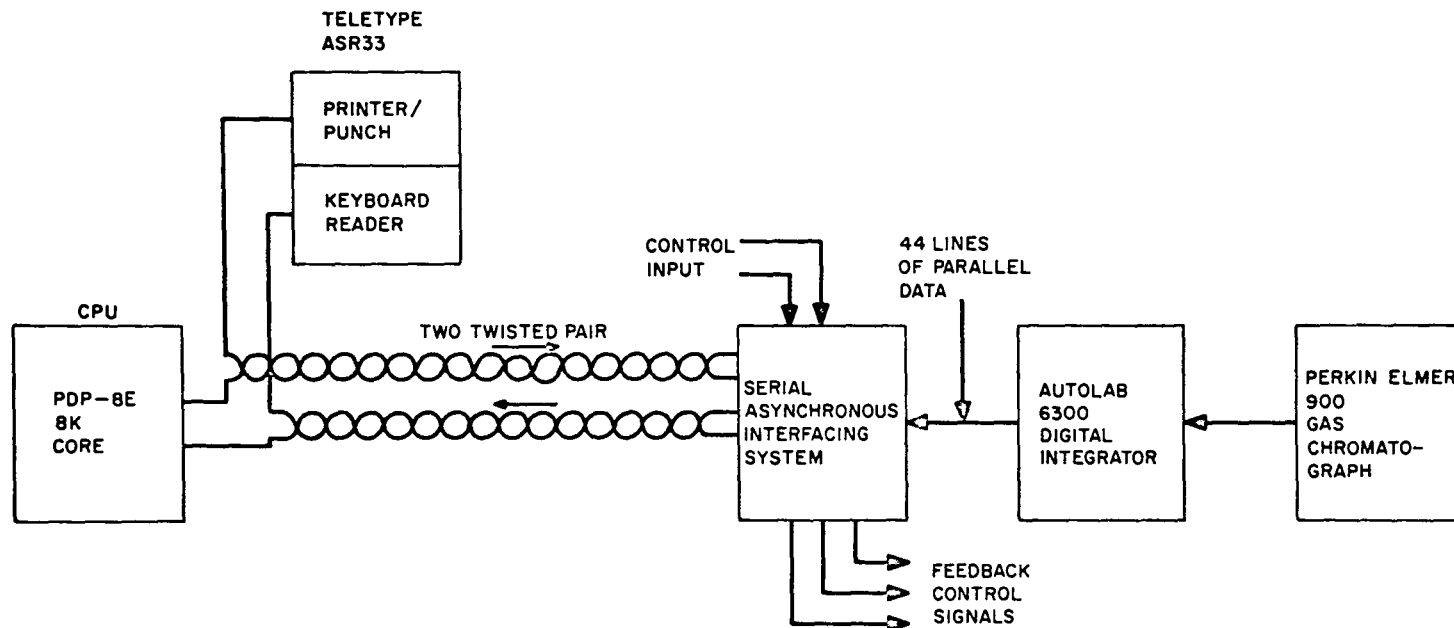 TELETYPE
ASR33
PRINTER/
PUNCH
KEYBOARD
READER
CPU
PDP-8E
8K
CORE
TWO TWISTED PAIR
CONTROL
INPUT
44 LINES
OF PARALLEL
DATA
SERIAL
ASYNCHRONOUS
INTERFACING
SYSTEM
AUTOLAB
6300
DIGITAL
INTEGRATOR
PERKIN ELMER
900
GAS
CHROMATO-
GRAPH
FEEDBACK
CONTROL
SIGNALS